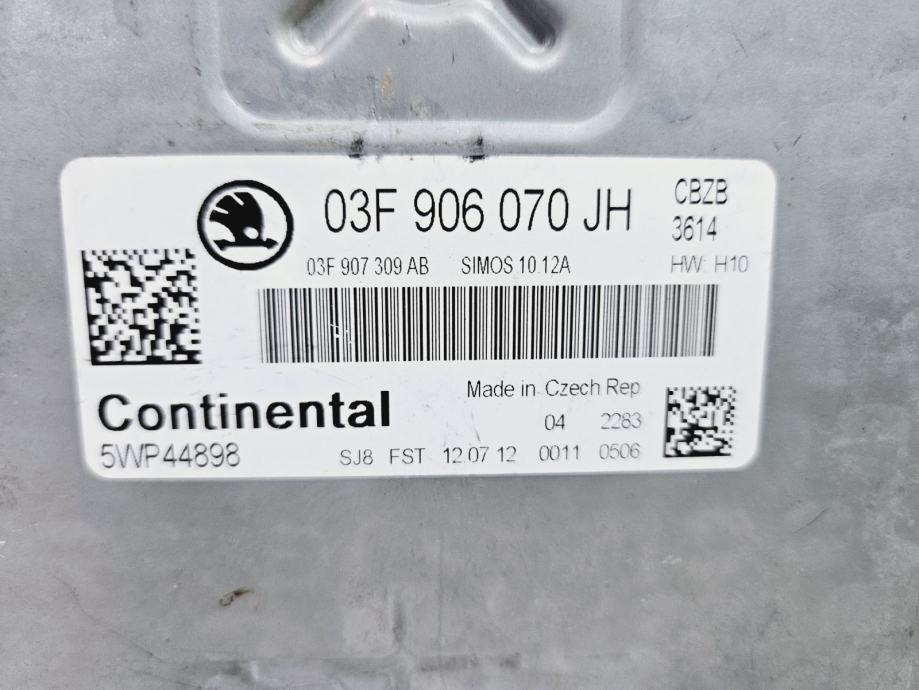 03F 906 070 JH
CBZB
3614
03F 907 309 AB SIMOS 10.12A HW: H10
Made in Czech Rep
Continental
04 2283
5WP44898 SJ8 FST 12.07.12 0011 0506